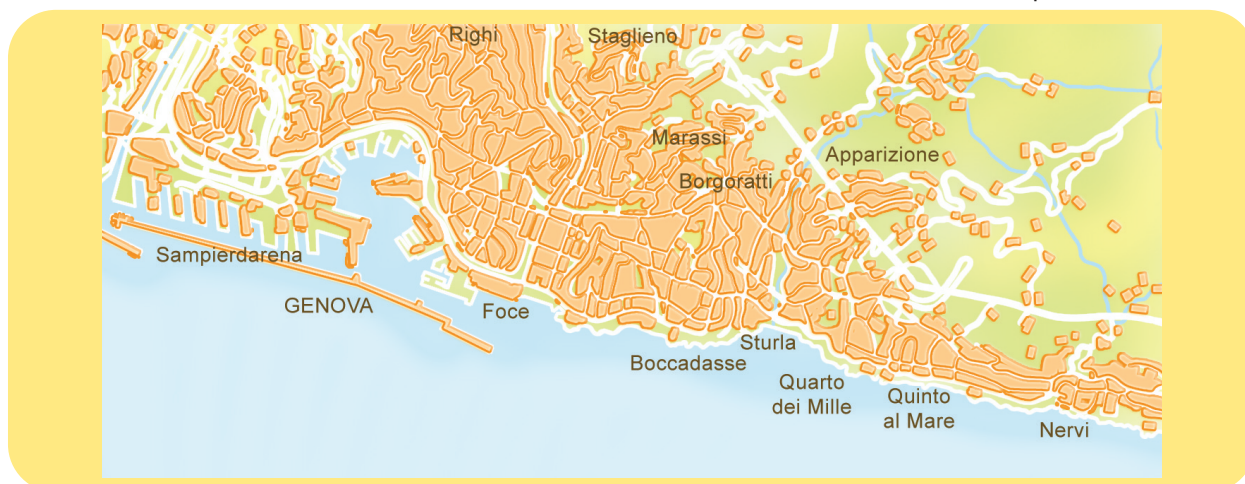 Righi
Staglieno
Marassi
Apparizione
Borgoratti
Sampierdarena
GENOVA
Foce
Sturla
Boccadasse
Quarto
dei Mille
Quinto
al Mare
Nervi